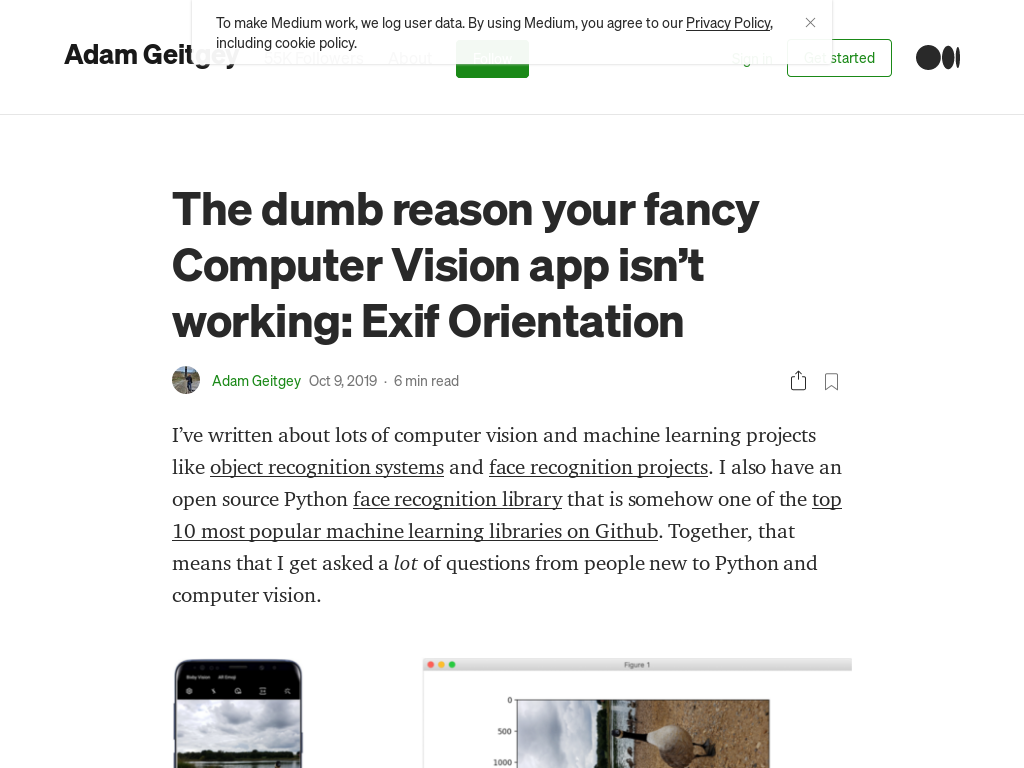 To make Medium work, we log user data. By using Medium, you agree to our Privacy Policy,
including cookie policy.
Adam Geitgey
About
Sign in
Get started
The dumb reason your fancy
Computer Vision app isn’t
working: Exif Orientation
Adam Geitgey Oct 9, 2019 · 6 min read
I’ve written about lots of computer vision and machine learning projects
like object recognition systems and face recognition projects. I also have an
open source Python face recognition library that is somehow one of the top
10 most popular machine learning libraries on Github. Together, that
means that I get asked a lot of questions from people new to Python and
computer vision.
Bixby Vision AR Emoji
Figure 1
0
500
1000